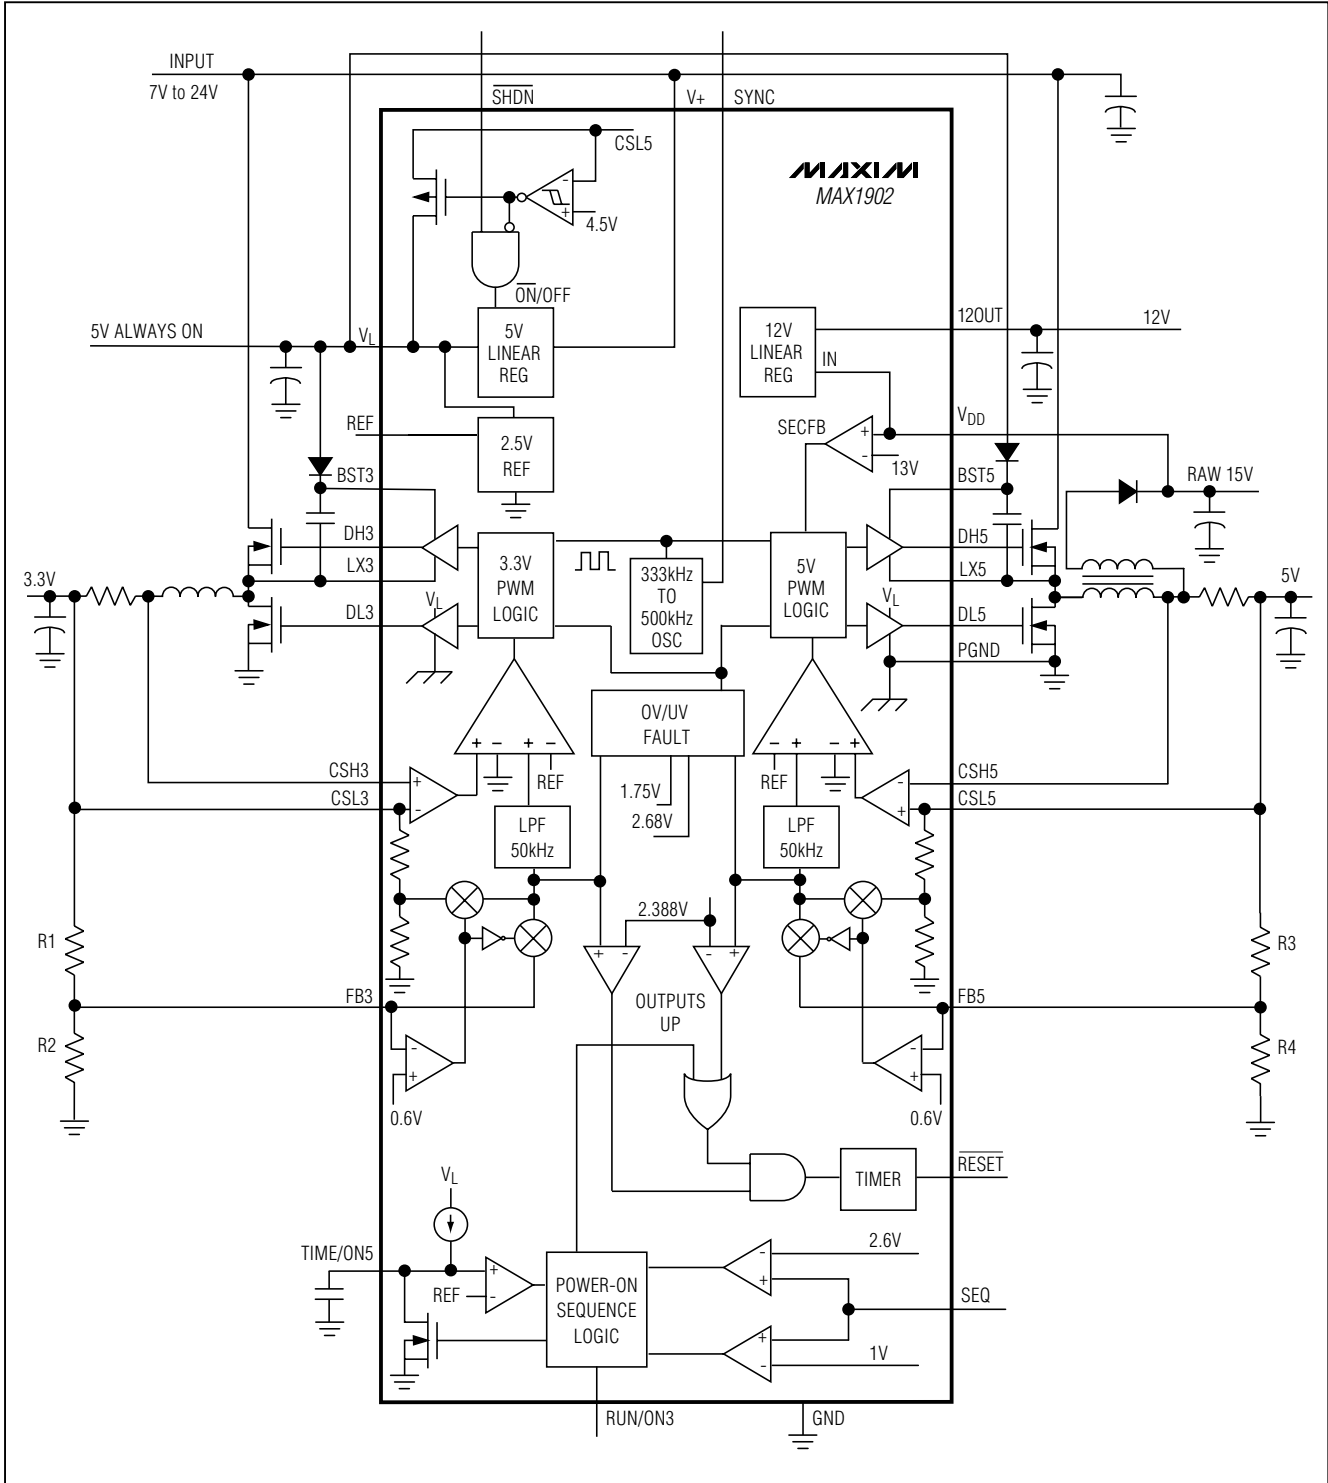 INPUT
7V to 24V
SHDN
V+
SYNC
CSL5
MAXIM
MAX1902
4.5V
ON/OFF
5V ALWAYS ON
VL
5V
LINEAR
REG
12V
LINEAR
REG
12OUT
12V
IN
REF
2.5V
REF
SECFB
+
-
13V
VDD
BST3
BST5
RAW 15V
DH3
LX3
3.3V
VL
DL3
3.3V
PWM
LOGIC
333kHz
TO
500kHz
OSC
5V
PWM
LOGIC
DH5
LX5
5V
VL
DL5
PGND
OV/UV
FAULT
+ - + -
REF
- + - +
REF
CSH3
CSL3
+
-
1.75V
2.68V
CSH5
CSL5
-
+
LPF
50kHz
LPF
50kHz
2.388V
R1
R3
+ -
- +
OUTPUTS
UP
FB3
FB5
R2
R4
-
+
0.6V
-
+
0.6V
RESET
TIMER
VL
TIME/ON5
REF
+
-
POWER-ON
SEQUENCE
LOGIC
-
+
2.6V
SEQ
+
-
1V
RUN/ON3
GND